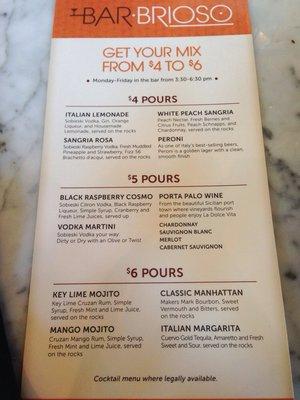 THE BAR·BRIOSO
GET YOUR MIX
FROM $4 TO $6
• Monday-Friday in the bar from 3:30-6:30 pm •
$4 POURS
ITALIAN LEMONADE
Sobieski Vodka, Gin, Orange
Liqueur, and Housemade
Lemonade, served on the rocks
SANGRIA ROSA
Sobieski Raspberry Vodka, Fresh Muddled
Pineapple and Strawberry, Fizz 56
Brachetto d'acqui, served on the rocks
WHITE PEACH SANGRIA
Peach Nectar, Fresh Berries and
Citrus Fruits, Peach Schnapps, and
Chardonnay, served on the rocks
PERONI
As one of Italy's best-selling beers,
Peroni is a golden lager with a clean,
smooth finish
$5 POURS
BLACK RASPBERRY COSMO
Sobieski Citron Vodka, Black Raspberry
Liqueur, Simple Syrup, Cranberry and
Fresh Lime Juices, served up
VODKA MARTINI
Sobieski Vodka your way
Dirty or Dry with an Olive or Twist
PORTA PALO WINE
From the beautiful Sicilian port
town where vineyards flourish
and people enjoy La Dolce Vita
CHARDONNAY
SAUVIGNON BLANC
MERLOT
CABERNET SAUVIGNON
$6 POURS
KEY LIME MOJITO
Key Lime Cruzan Rum, Simple
Syrup, Fresh Mint and Lime Juice,
served on the rocks
MANGO MOJITO
Cruzan Mango Rum, Simple Syrup,
Fresh Mint and Lime Juice, served
on the rocks
CLASSIC MANHATTAN
Makers Mark Bourbon, Sweet
Vermouth and Bitters, served
on the rocks
ITALIAN MARGARITA
Cuervo Gold Tequila, Amaretto and Fresh
Sweet and Sour, served on the rocks
Cocktail menu where legally available.